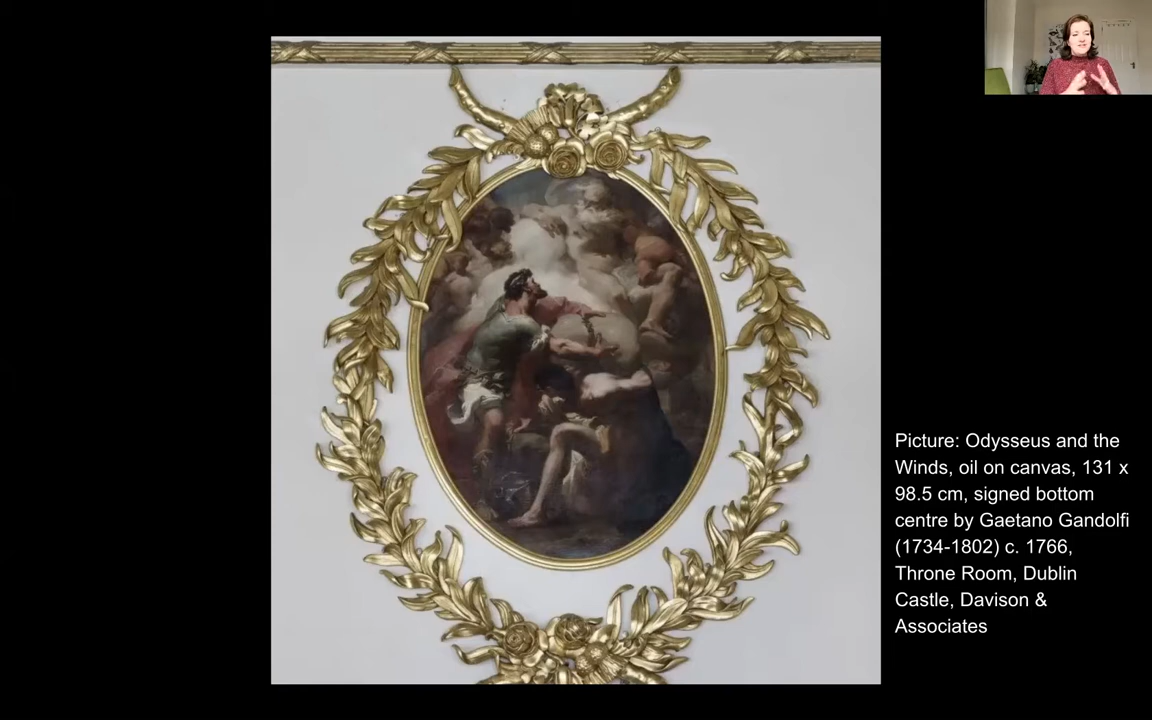 Picture: Odysseus and the
Winds, oil on canvas, 131 x
98.5 cm, signed bottom
centre by Gaetano Gandolfi
(1734-1802) c. 1766,
Throne Room, Dublin
Castle, Davison &
Associates